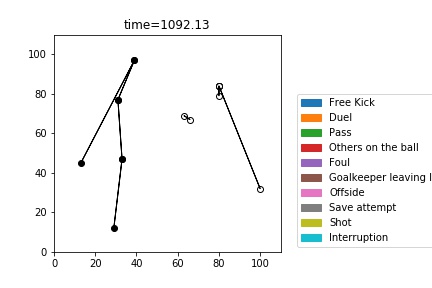 time=1092.13
100
80
60
40
20
0
0 20 40 60 80 100
Free Kick
Duel
Pass
Others on the ball
Foul
Goalkeeper leaving l
Offside
Save attempt
Shot
Interruption